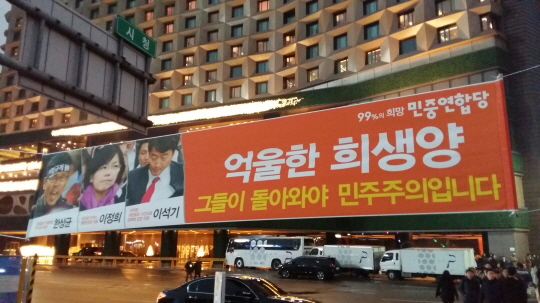 시청
99%의 희망 민중연합당
억울한 희생양
그들이 돌아와야 민주주의입니다
한상균
이정희
이석기